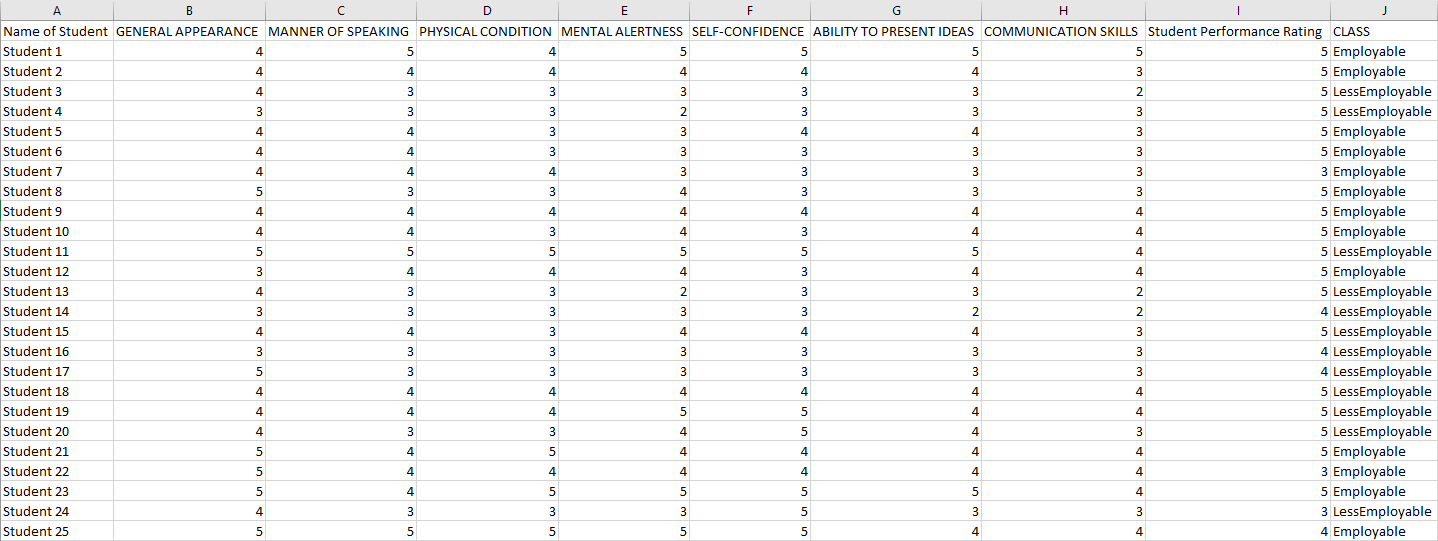 A B C D E F G H I J
Name of Student GENERAL APPEARANCE MANNER OF SPEAKING PHYSICAL CONDITION MENTAL ALERTNESS SELF-CONFIDENCE ABILITY TO PRESENT IDEAS COMMUNICATION SKILLS Student Performance Rating CLASS
Student 1 4 5 4 5 5 5 5 5 Employable
Student 2 4 4 4 4 4 4 3 5 Employable
Student 3 4 3 3 3 3 3 2 5 LessEmployable
Student 4 3 3 3 2 3 3 3 5 LessEmployable
Student 5 4 4 3 3 4 4 3 5 Employable
Student 6 4 4 3 3 3 3 3 5 Employable
Student 7 4 4 4 3 3 3 3 3 Employable
Student 8 5 3 3 4 3 3 3 5 Employable
Student 9 4 4 4 4 4 4 4 5 Employable
Student 10 4 4 3 4 3 4 4 5 Employable
Student 11 5 5 5 5 5 5 4 5 LessEmployable
Student 12 3 4 4 4 3 4 4 5 Employable
Student 13 4 3 3 2 3 3 2 5 LessEmployable
Student 14 3 3 3 3 3 2 2 4 LessEmployable
Student 15 4 4 3 4 4 4 3 5 LessEmployable
Student 16 3 3 3 3 3 3 3 4 LessEmployable
Student 17 5 3 3 3 3 3 3 4 LessEmployable
Student 18 4 4 4 4 4 4 4 5 LessEmployable
Student 19 4 4 4 5 5 4 4 5 LessEmployable
Student 20 4 3 3 4 5 4 3 5 LessEmployable
Student 21 5 4 5 4 4 4 4 5 Employable
Student 22 5 4 4 4 4 4 4 3 Employable
Student 23 5 4 5 5 5 5 4 5 Employable
Student 24 4 3 3 3 5 3 3 3 LessEmployable
Student 25 5 5 5 5 5 4 4 4 Employable